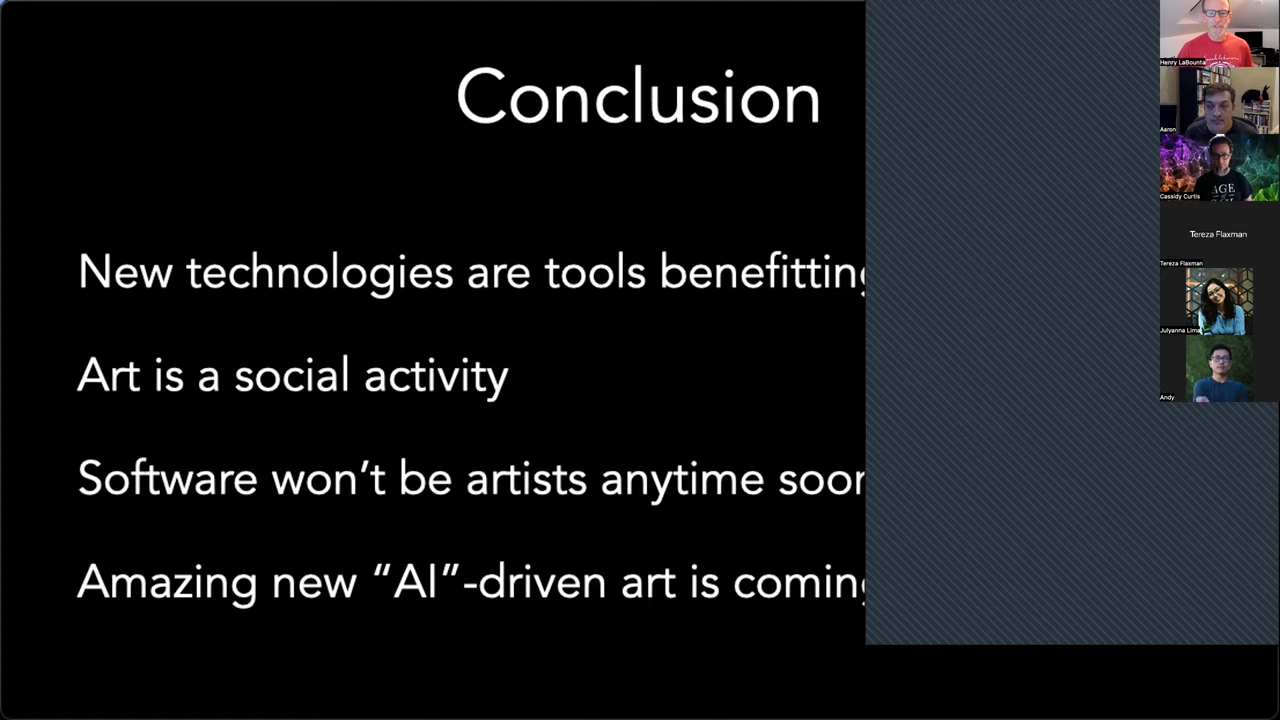 Conclusion
New technologies are tools benefitting
Art is a social activity
Software won't be artists anytime soon
Amazing new “AI”-driven art is coming
Henry LaBounta
Aaron
Cassidy Curtis
Tereza Flaxman
Tereza Flaxman
Julyanna Lima
Andy
AGE